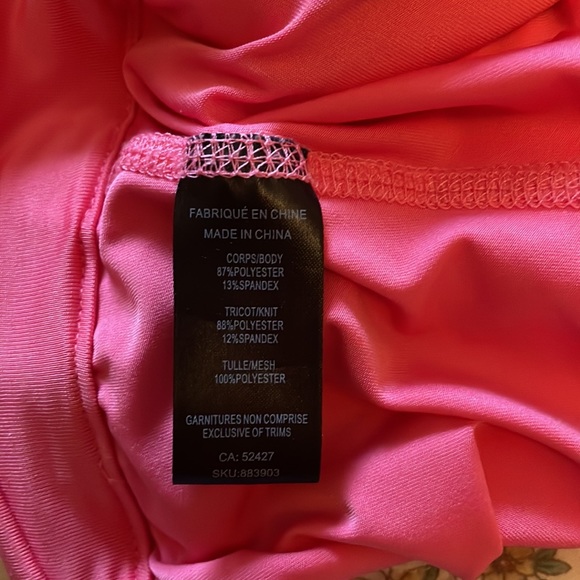 FABRIQUÉ EN CHINE
MADE IN CHINA
CORPS/BODY
87%POLYESTER
13%SPANDEX
TRICOT/KNIT
88%POLYESTER
12%SPANDEX
TULLE/MESH
100%POLYESTER
GARNITURES NON COMPRISE
EXCLUSIVE OF TRIMS
CA: 52427
SKU:883903